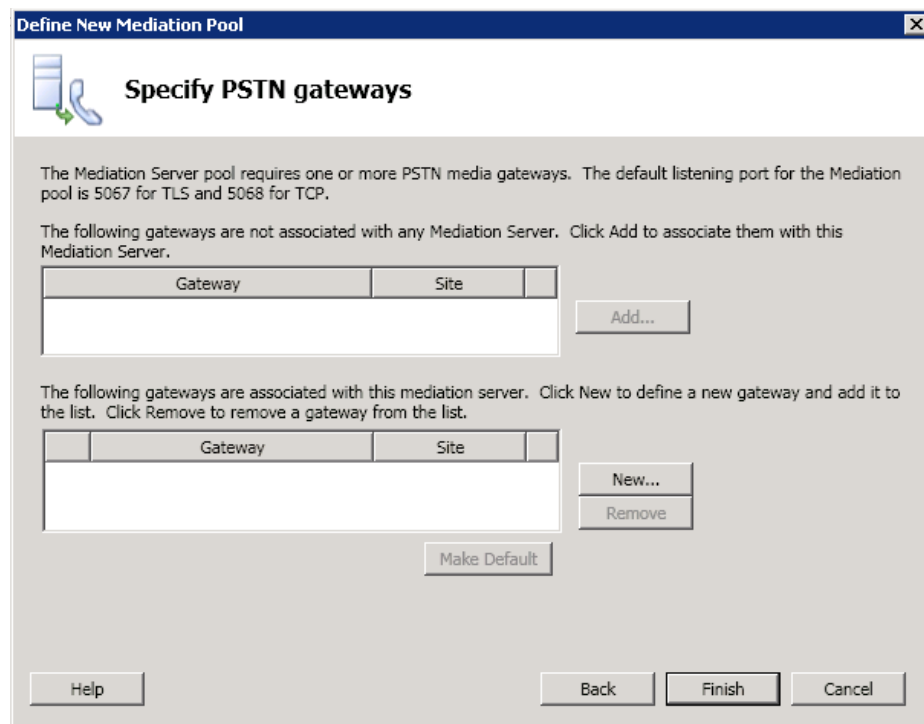 Define New Mediation Pool
Specify PSTN gateways
The Mediation Server pool requires one or more PSTN media gateways. The default listening port for the Mediation
pool is 5067 for TLS and 5068 for TCP.
The following gateways are not associated with any Mediation Server. Click Add to associate them with this
Mediation Server.
Gateway Site
Add...
The following gateways are associated with this mediation server. Click New to define a new gateway and add it to
the list. Click Remove to remove a gateway from the list.
Gateway Site
New...
Remove
Make Default
Help Back Finish Cancel